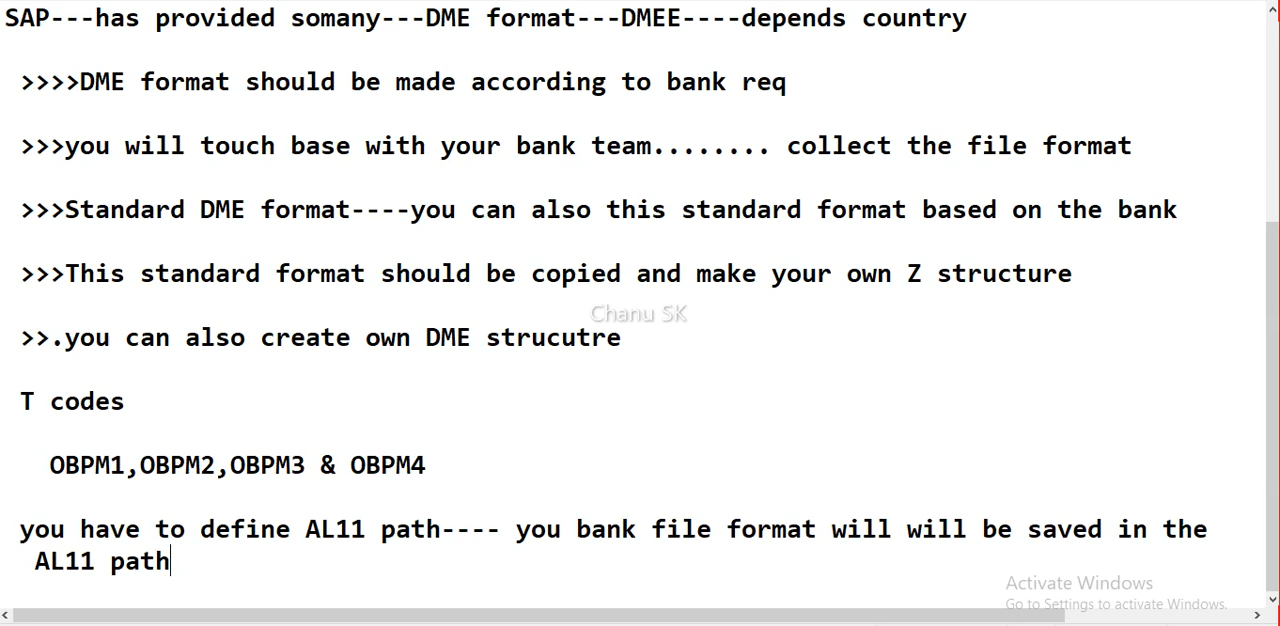 SAP---has provided somany---DME format---DMEE----depends country
>>>>DME format should be made according to bank req
>>>you will touch base with your bank team........ collect the file format
>>>Standard DME format----you can also this standard format based on the bank
>>>This standard format should be copied and make your own Z structure
Chanu SK
>>.you can also create own DME strucutre
T codes
OBPM1,OBPM2,OBPM3 & OBPM4
you have to define AL11 path---- you bank file format will will be saved in the
AL11 path
Activate Windows
Go to Settings to activate Windows.